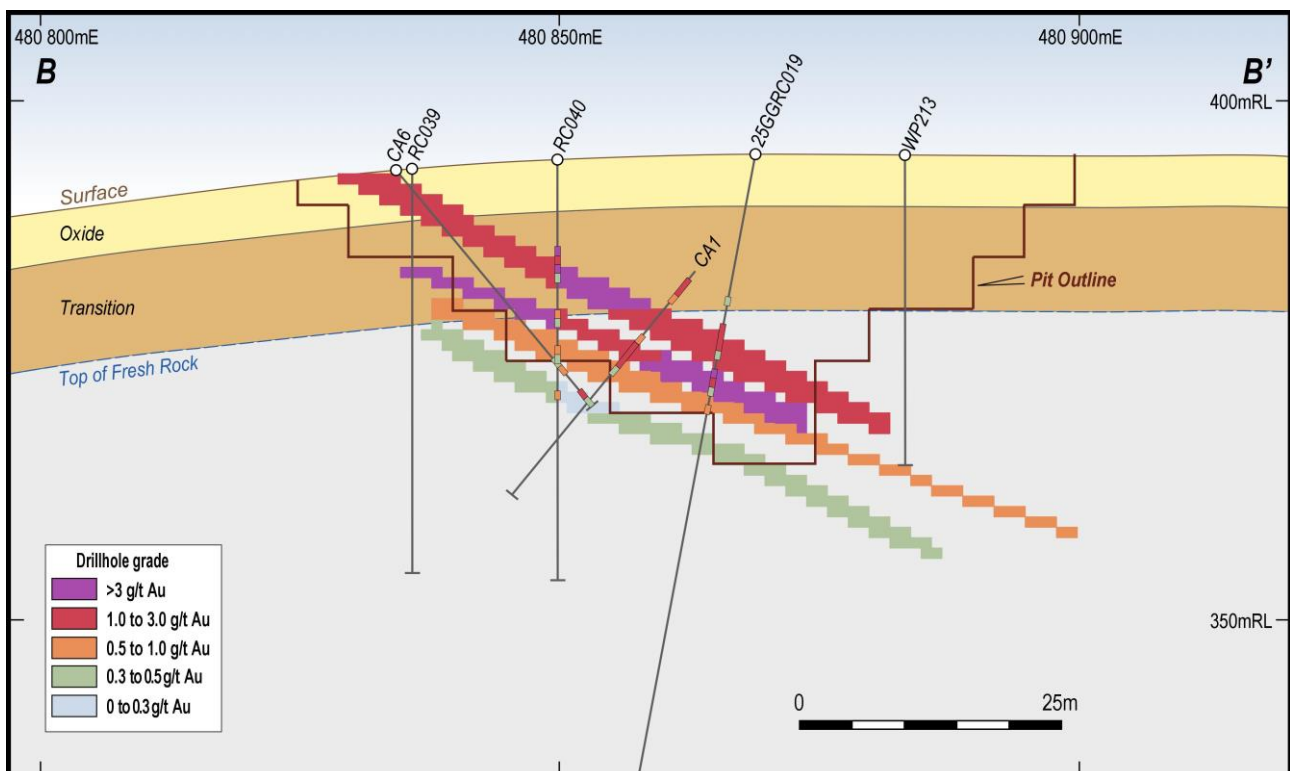 480 800mE
480 850mE
480 900mE
B
B'
400mRL
CA6
RC039
RC040
25GGRC019
WP213
Surface
Oxide
CA1
Pit Outline
Transition
Top of Fresh Rock
Drillhole grade
>3 g/t Au
1.0 to 3.0 g/t Au
0.5 to 1.0 g/t Au
0.3 to 0.5 g/t Au
0 to 0.3 g/t Au
350mRL
0
25m